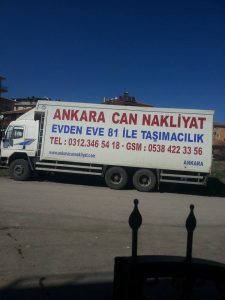 ANKARA CAN NAKLİYAT
EVDEN EVE 81 İLE TAŞIMACILIK
TEL : 0312.346 54 18 - GSM : 0538 422 33 56
ANKARA